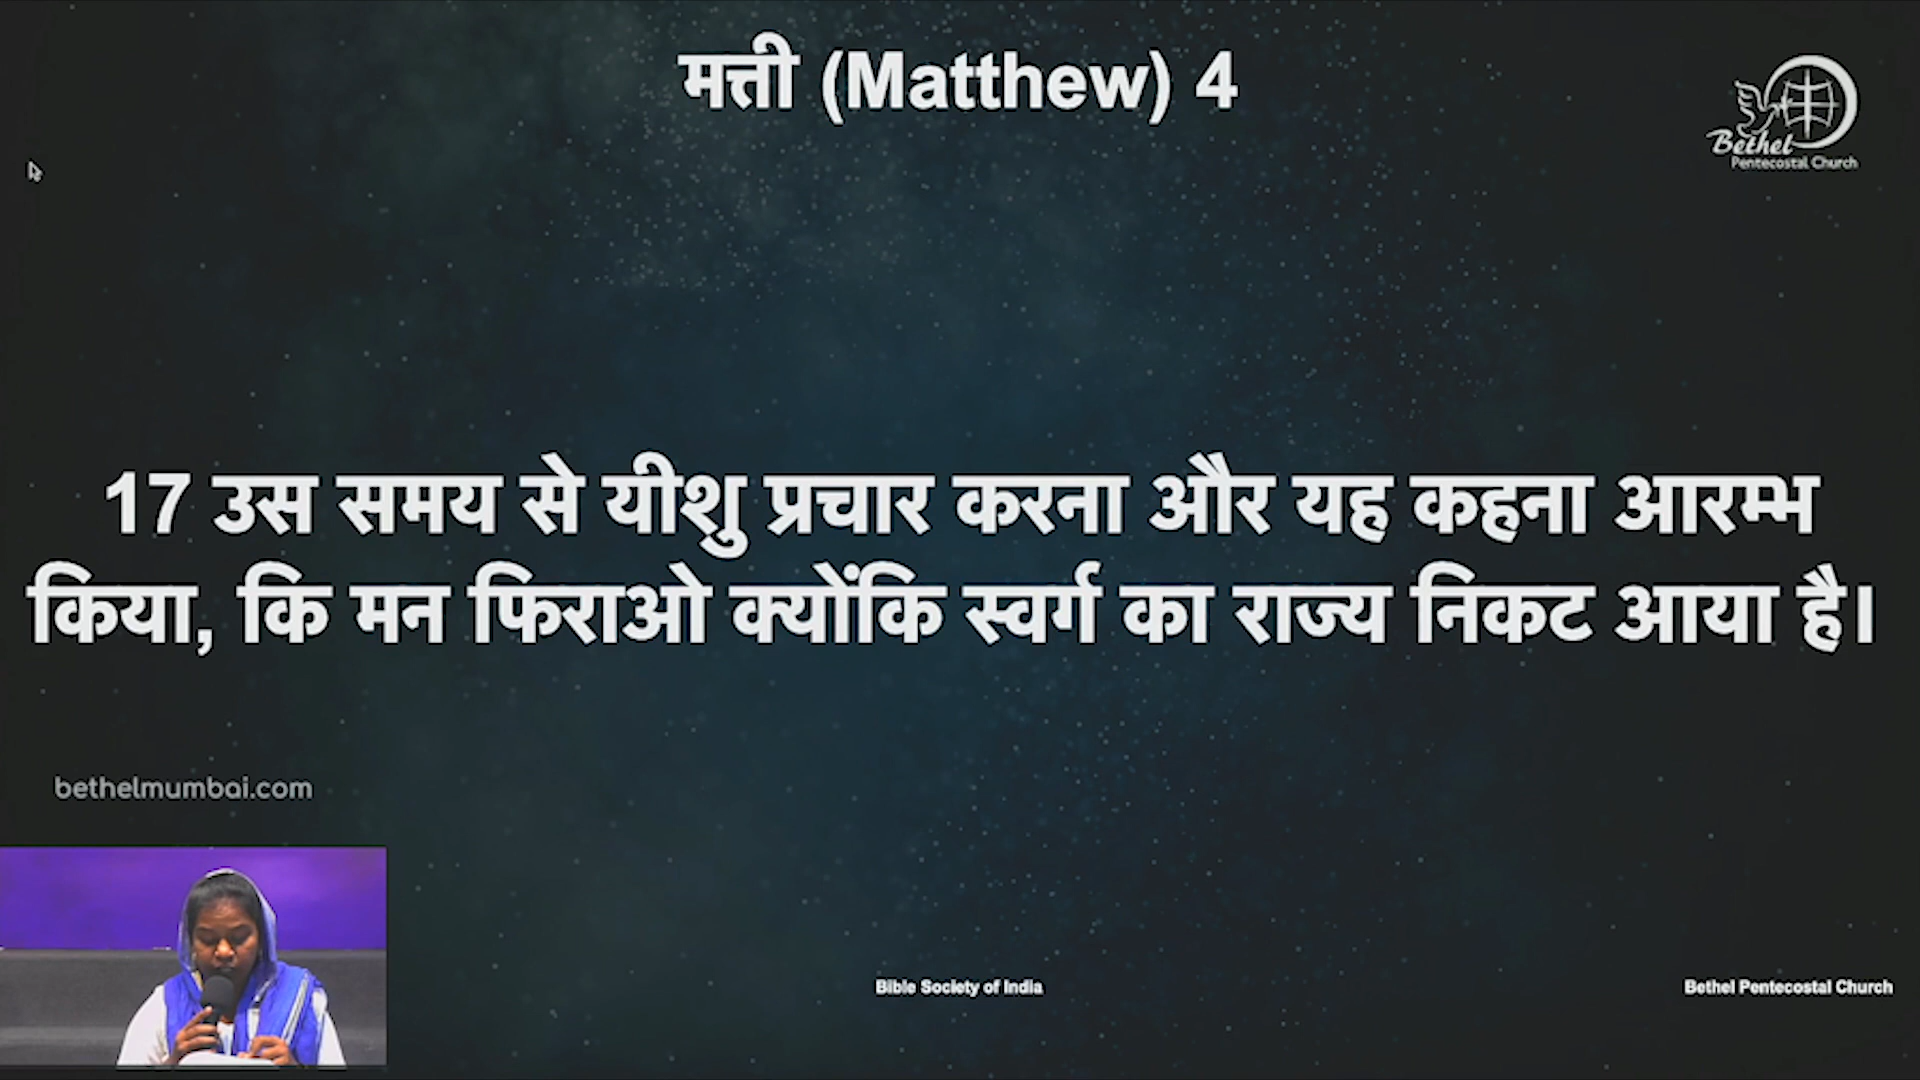 मत्ती (Matthew) 4
Bethel
Pentecostal Church
17 उस समय से यीशु प्रचार करना और यह कहना आरम्भ
किया, कि मन फिराओ क्योंकि स्वर्ग का राज्य निकट आया है।
bethelmumbai.com
Bible Society of India
Bethel Pentecostal Church